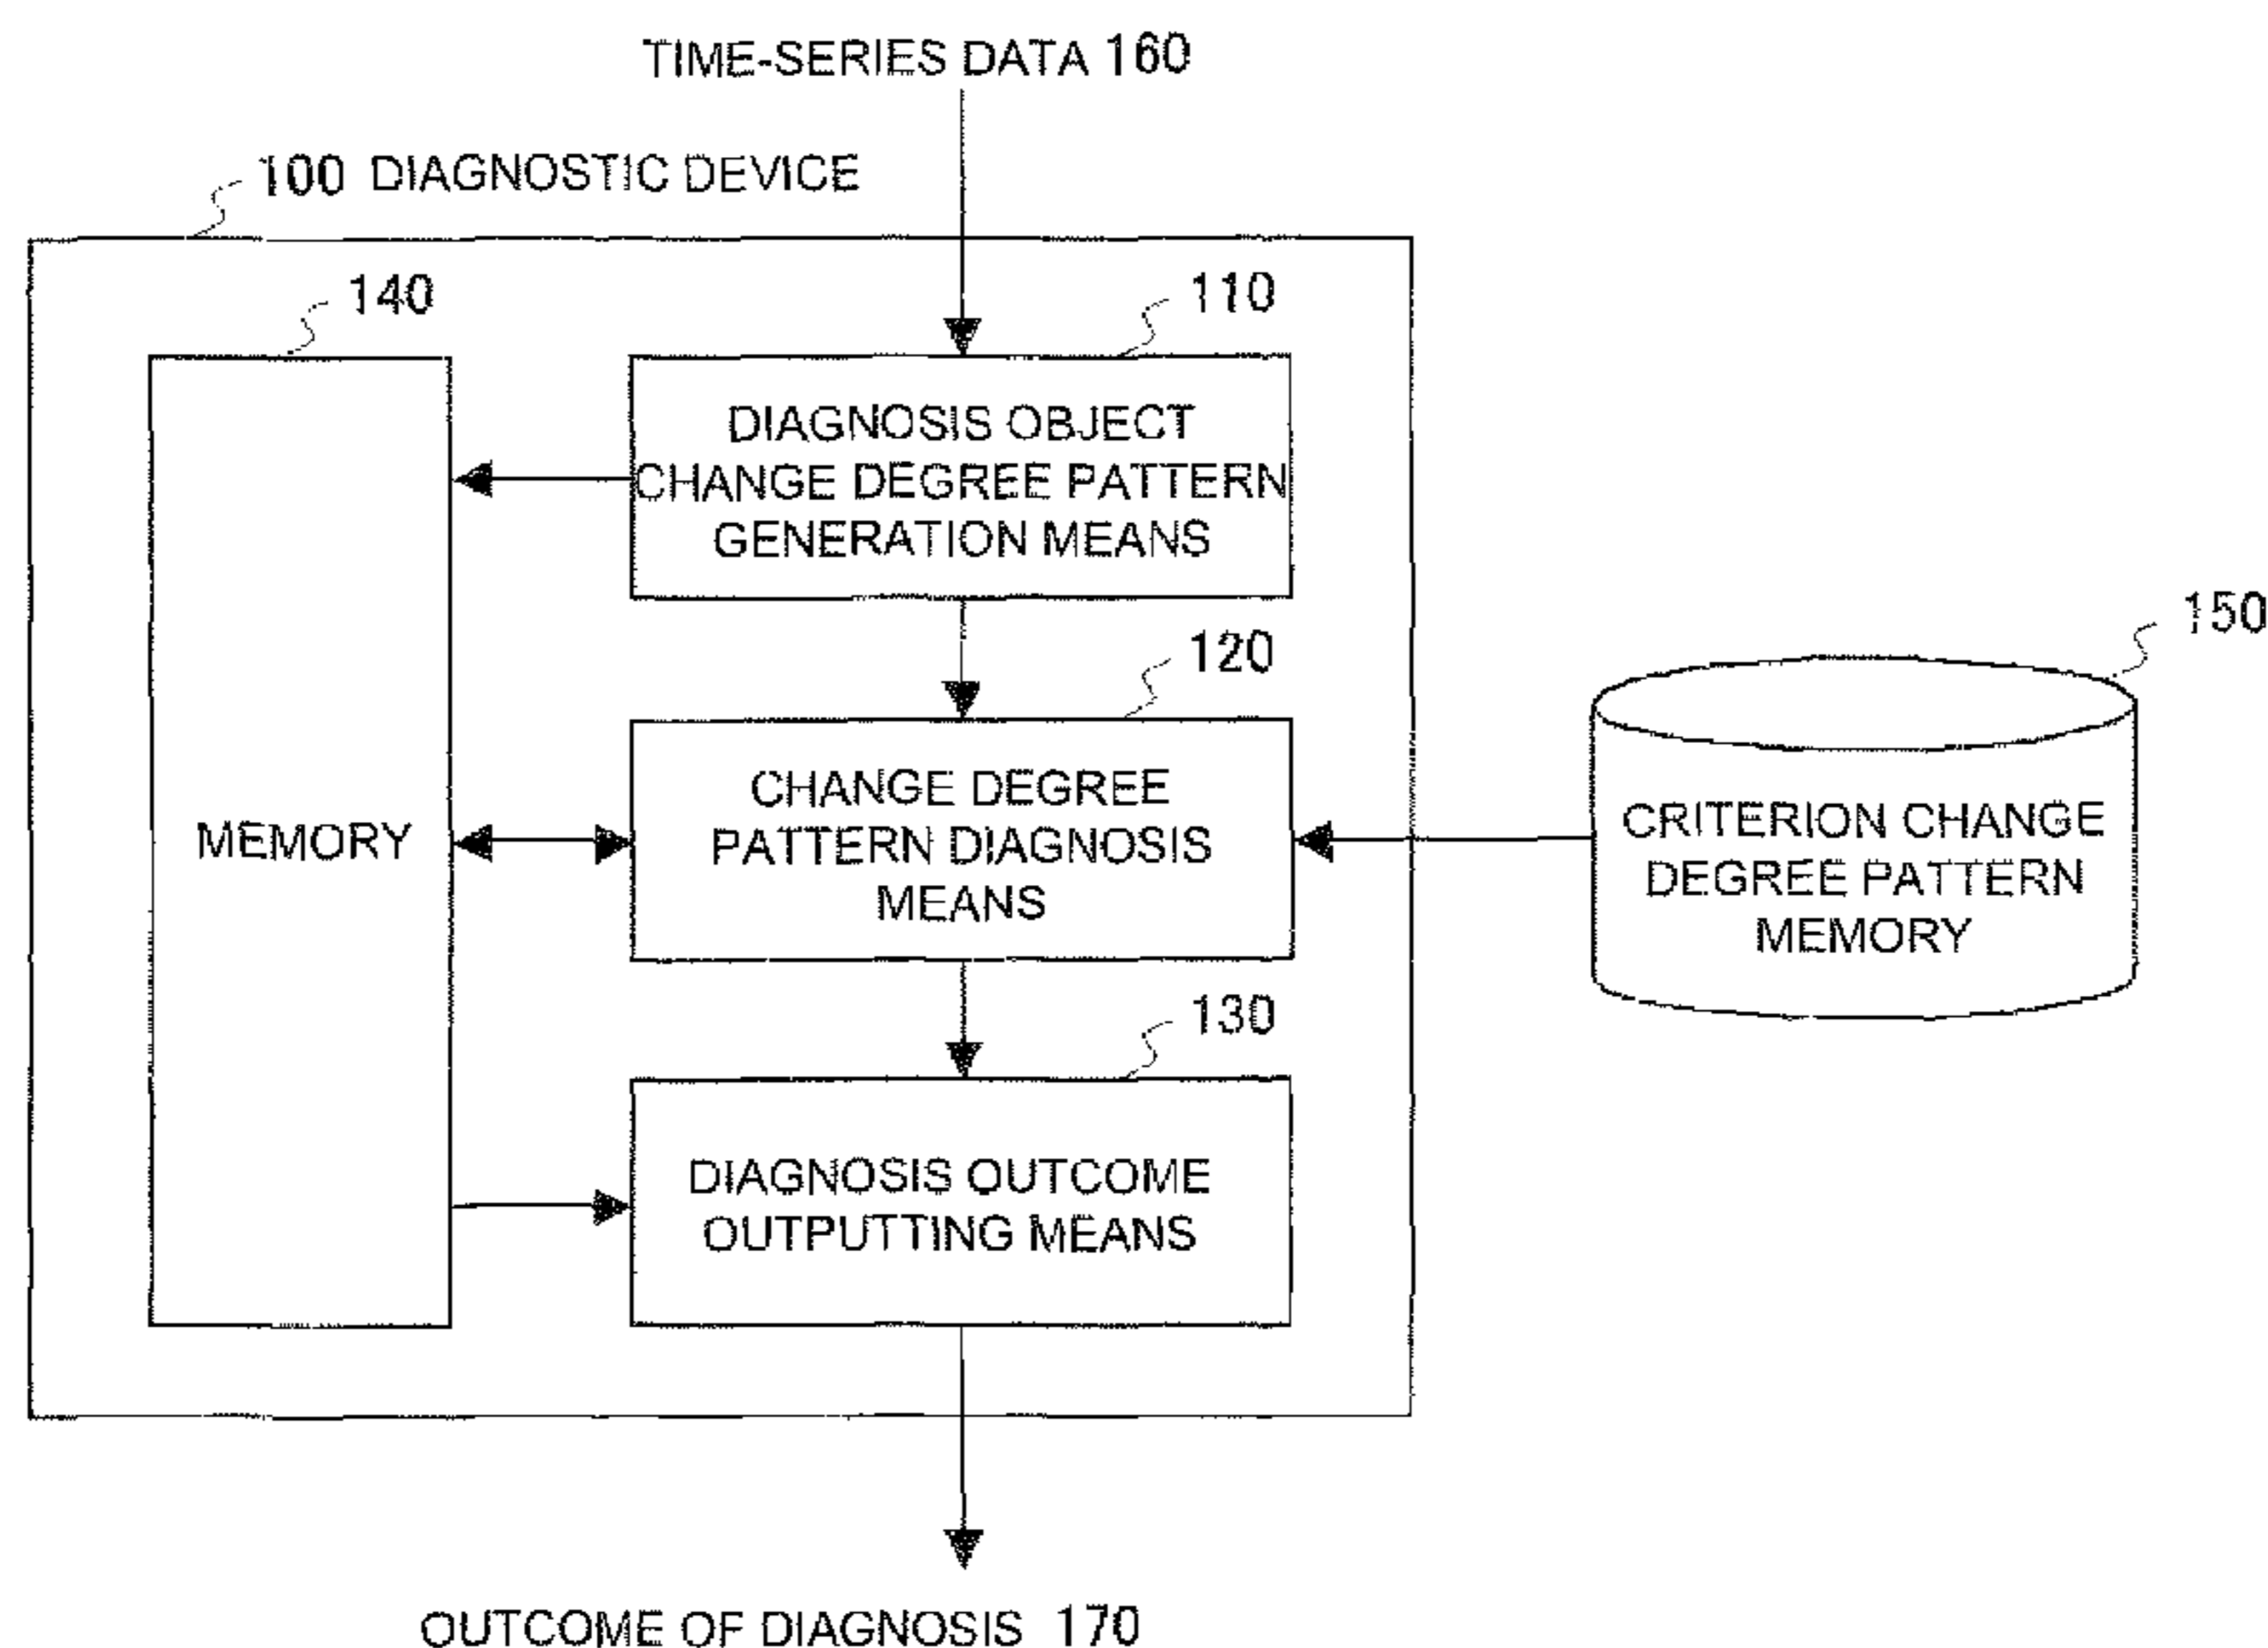 TIME-SERIES DATA 160
100 DIAGNOSTIC DEVICE
140
110
DIAGNOSIS OBJECT
CHANGE DEGREE PATTERN
GENERATION MEANS
120
150
MEMORY
CHANGE DEGREE
PATTERN DIAGNOSIS
MEANS
CRITERION CHANGE
DEGREE PATTERN
MEMORY
130
DIAGNOSIS OUTCOME
OUTPUTTING MEANS
OUTCOME OF DIAGNOSIS 170